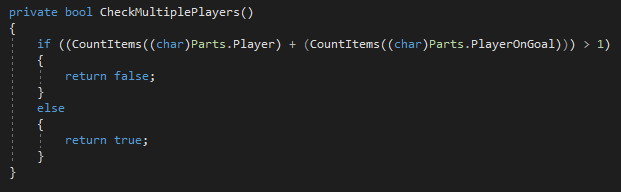 private bool CheckMultiplePlayers()
{
if ((CountItems((char)Parts.Player) + (CountItems((char)Parts.PlayerOnGoal))) > 1)
{
return false;
}
else
{
return true;
}
}